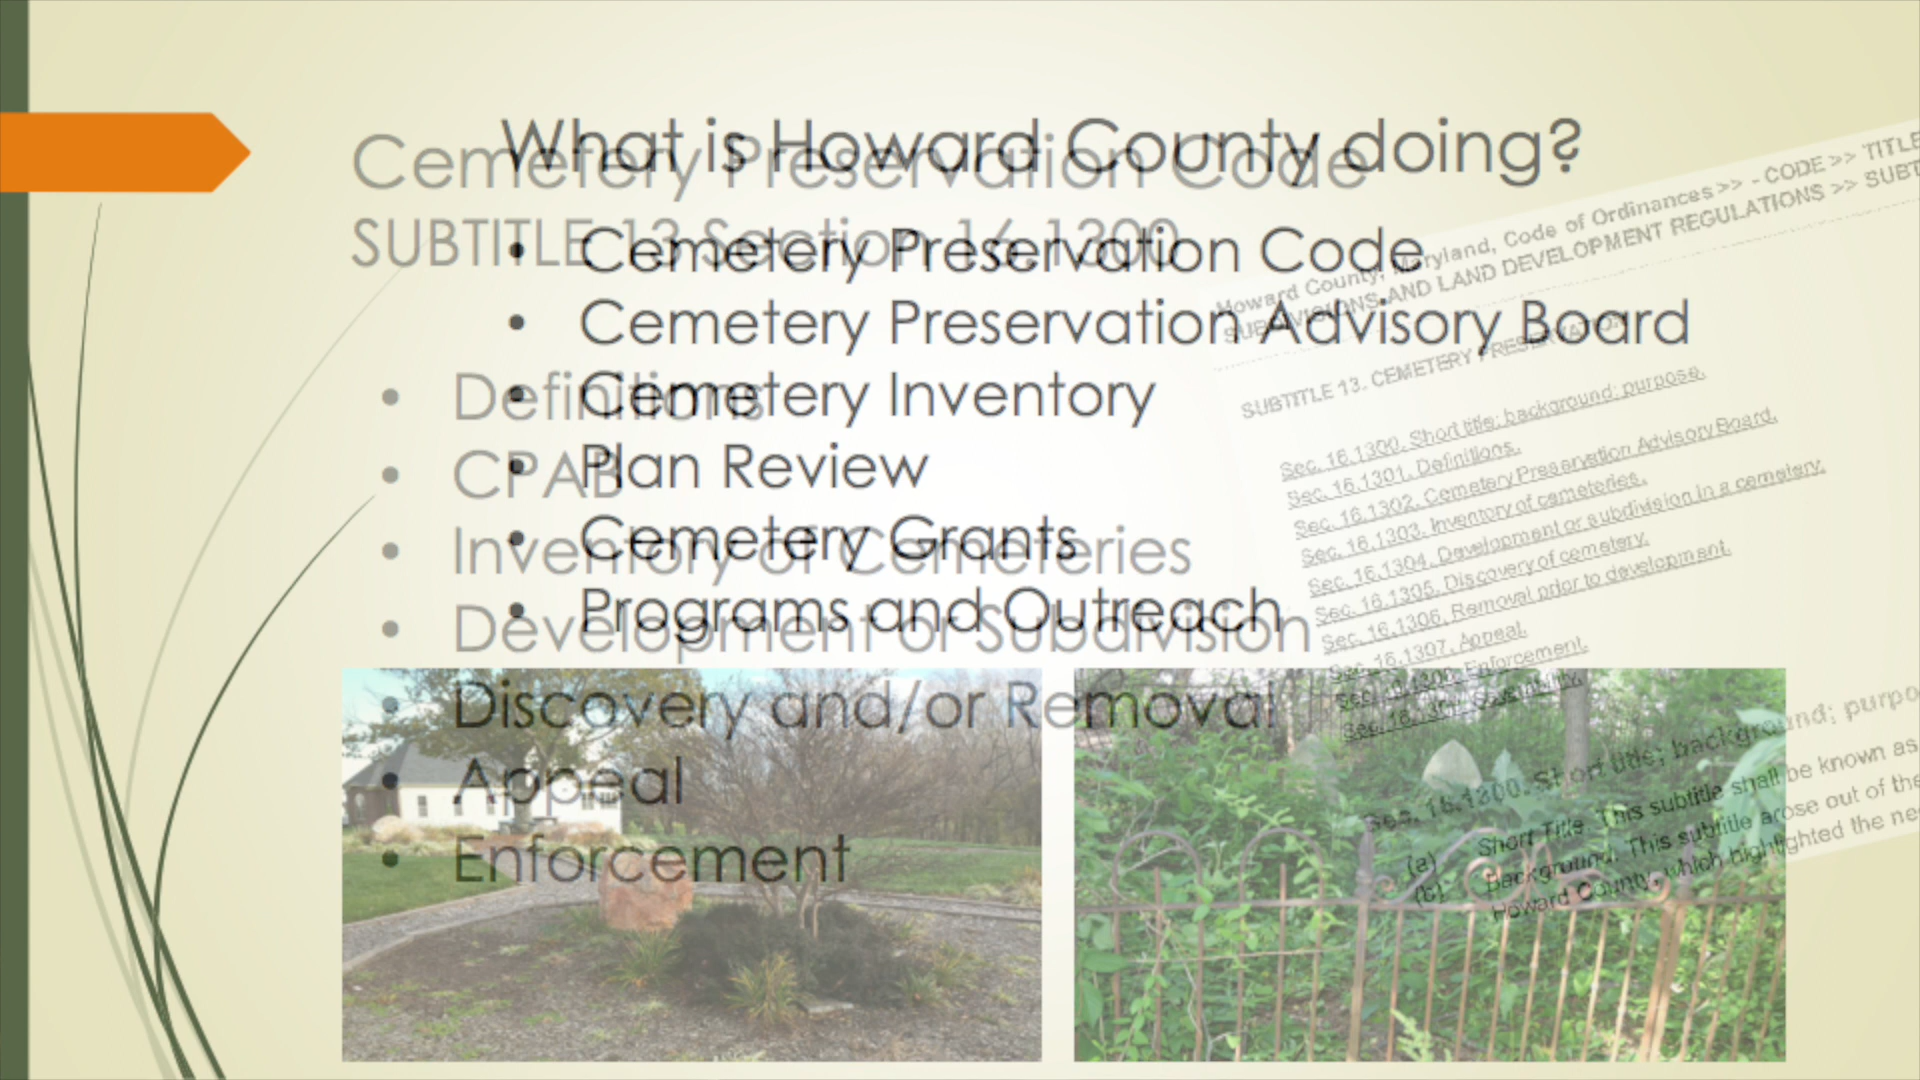 What is Howard County doing?
• Cemetery Preservation Code
• Cemetery Preservation Advisory Board
• Cemetery Inventory
• Plan Review
• Cemetery Grants
• Programs and Outreach
Cemetery Preservation Code
SUBTITLE 13 Section 16.1300
• Definitions
• CPAB
• Inventory of Cemeteries
• Development or Subdivision
• Discovery and/or Removal
• Appeal
• Enforcement
Howard County, Maryland, Code of Ordinances >> - CODE >> TITLE
SUBDIVISIONS AND LAND DEVELOPMENT REGULATIONS >> SUBT
SUBTITLE 13. CEMETERY PRESERVATION
Sec. 16.1300. Short title; background; purpose.
Sec. 16.1301. Definitions.
Sec. 16.1302. Cemetery Preservation Advisory Board.
Sec. 16.1303. Inventory of cemeteries.
Sec. 16.1304. Development or subdivision in a cemetery.
Sec. 16.1305. Discovery of cemetery.
Sec. 16.1306. Removal prior to development.
Sec. 16.1307. Appeal.
Enforcement.
Sec. 16.1300. Short title; background; purpo
(a) Short Title. This subtitle shall be known as
(b) Background. This subtitle arose out of the
Howard County, which highlighted the ne